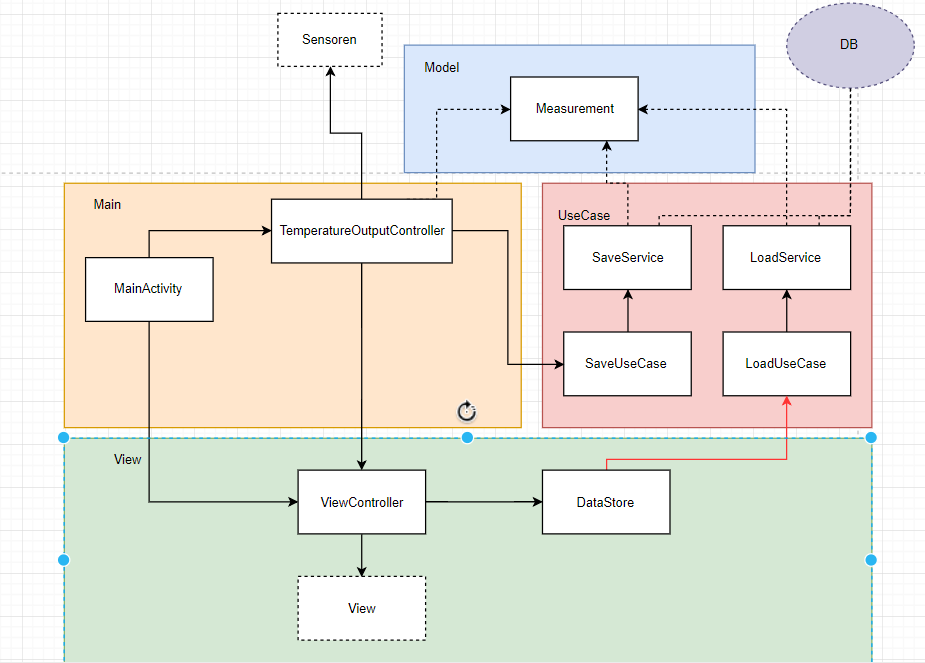 Sensoren
DB
Model
Measurement
Main
UseCase
TemperatureOutputController
SaveService
LoadService
MainActivity
SaveUseCase
LoadUseCase
View
ViewController
DataStore
View